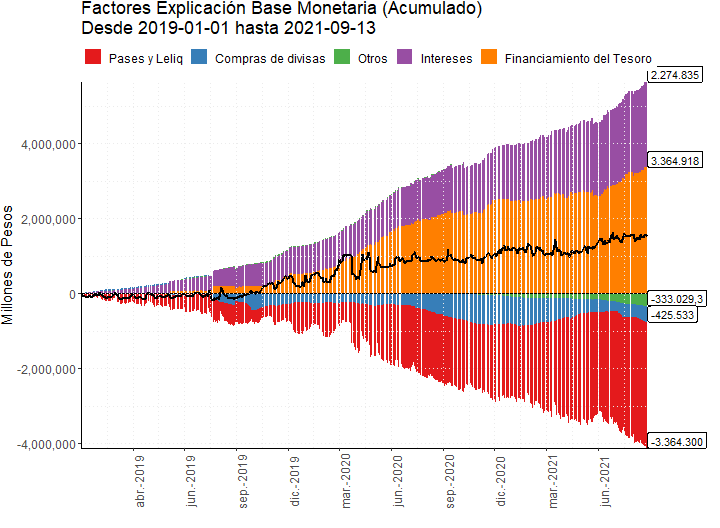 Factores Explicación Base Monetaria (Acumulado)
Desde 2019-01-01 hasta 2021-09-13
Pases y Leliq Compras de divisas Otros Intereses Financiamiento del Tesoro
Millones de Pesos
4,000,000
2,000,000
0
-2,000,000
-4,000,000
2.274.835
3.364.918
-333.029,3
-425.533
-3.364.300
abr.-2019
jun.-2019
sep.-2019
dic.-2019
mar.-2020
jun.-2020
sep.-2020
dic.-2020
mar.-2021
jun.-2021